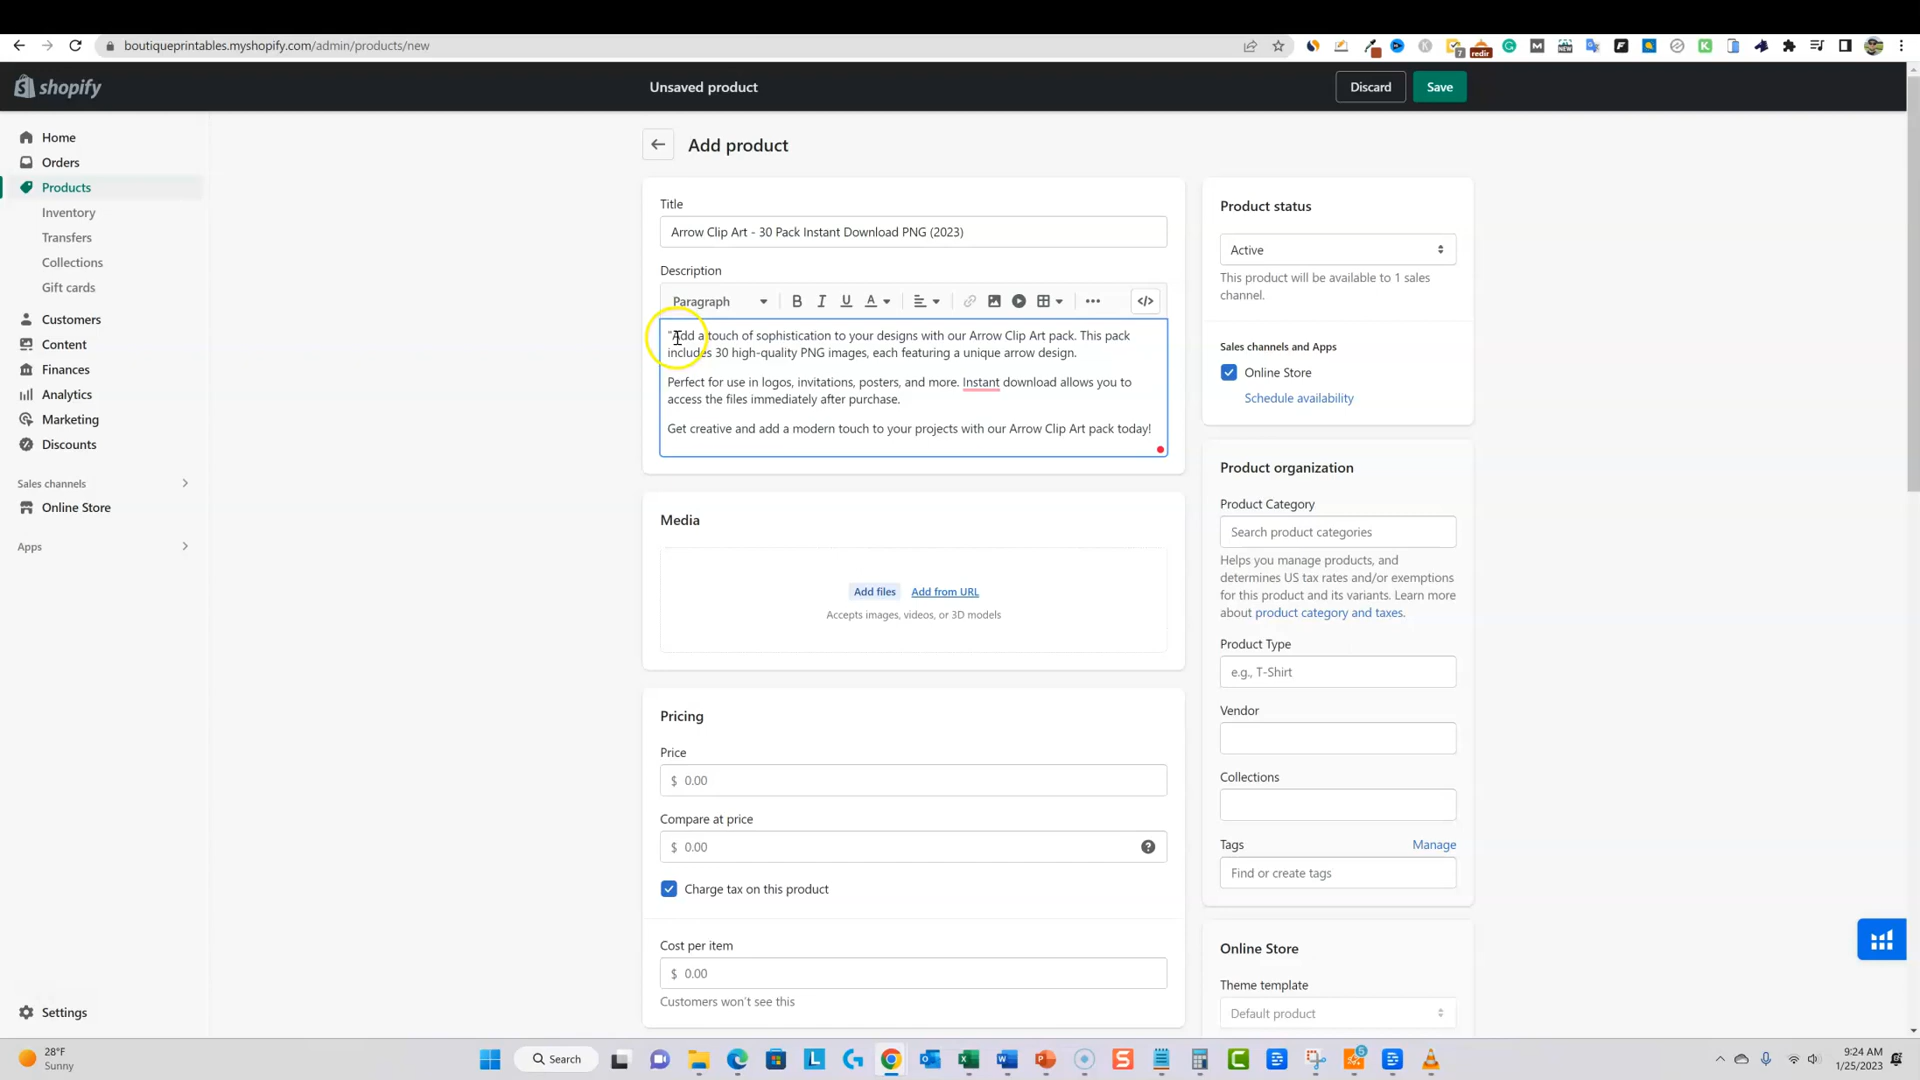 boutiqueprintables.myshopify.com/admin/products/new
shopify
Unsaved product
Discard
Save
Home
Orders
Products
Inventory
Transfers
Collections
Gift cards
Customers
Content
Finances
Analytics
Marketing
Discounts
Sales channels
Online Store
Apps
Settings
Add product
Title
Arrow Clip Art - 30 Pack Instant Download PNG (2023)
Description
Paragraph
B I U A
"Add a touch of sophistication to your designs with our Arrow Clip Art pack. This pack
includes 30 high-quality PNG images, each featuring a unique arrow design.
Perfect for use in logos, invitations, posters, and more. Instant download allows you to
access the files immediately after purchase.
Get creative and add a modern touch to your projects with our Arrow Clip Art pack today!
Media
Add files Add from URL
Accepts images, videos, or 3D models
Pricing
Price
$ 0.00
Compare at price
$ 0.00
Charge tax on this product
Cost per item
$ 0.00
Customers won't see this
Product status
Active
This product will be available to 1 sales
channel.
Sales channels and Apps
Online Store
Schedule availability
Product organization
Product Category
Search product categories
Helps you manage products, and
determines US tax rates and/or exemptions
for this product and its variants. Learn more
about product category and taxes.
Product Type
e.g., T-Shirt
Vendor
Collections
Tags
Manage
Find or create tags
Online Store
Theme template
Default product
28°F
Sunny
Search
9:24 AM
1/25/2023